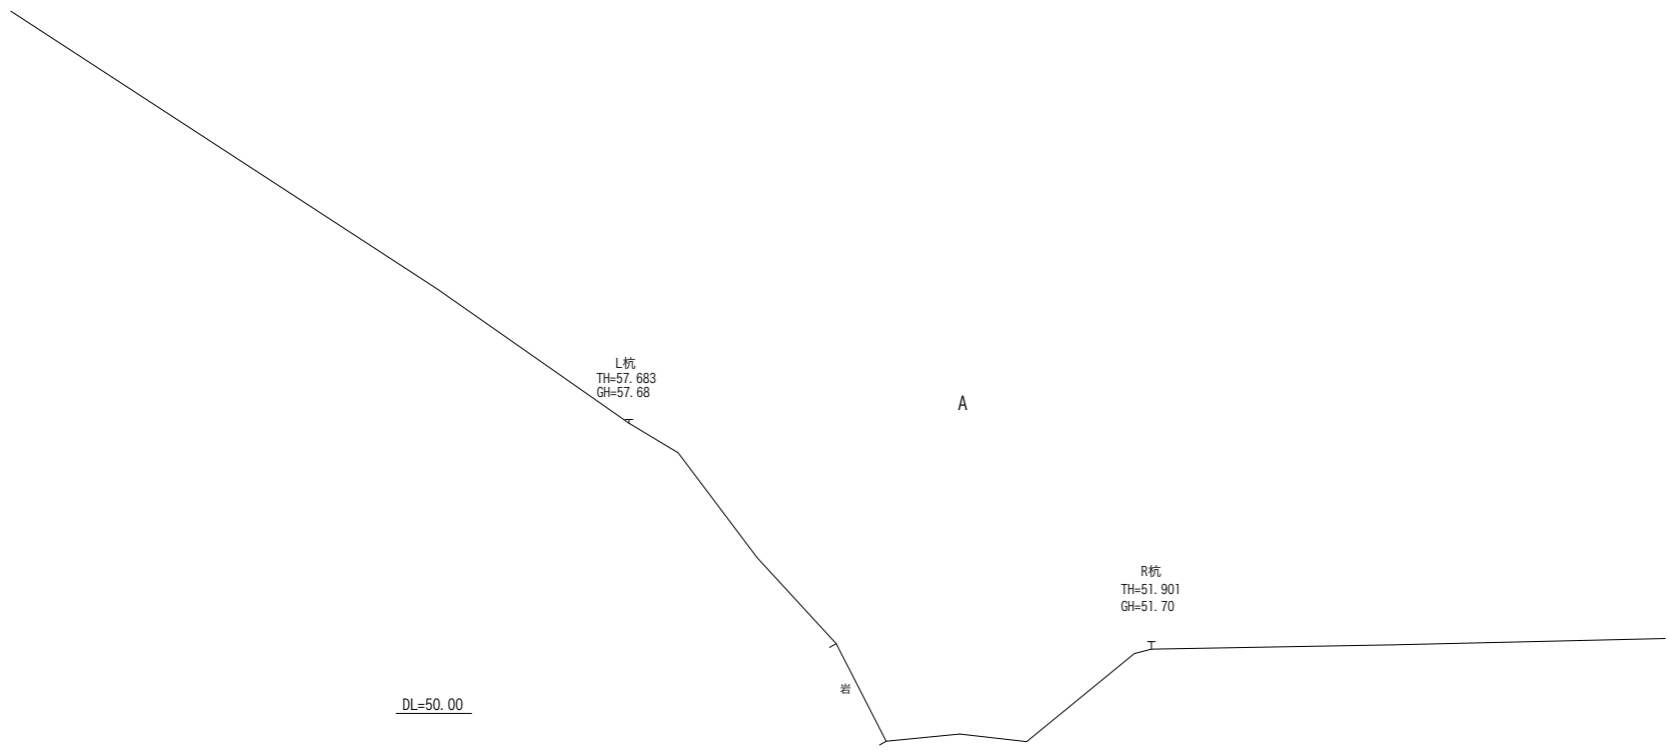 L杭
TH=57.683
GH=57.68
A
R杭
TH=51.901
GH=51.70
岩
DL=50.00